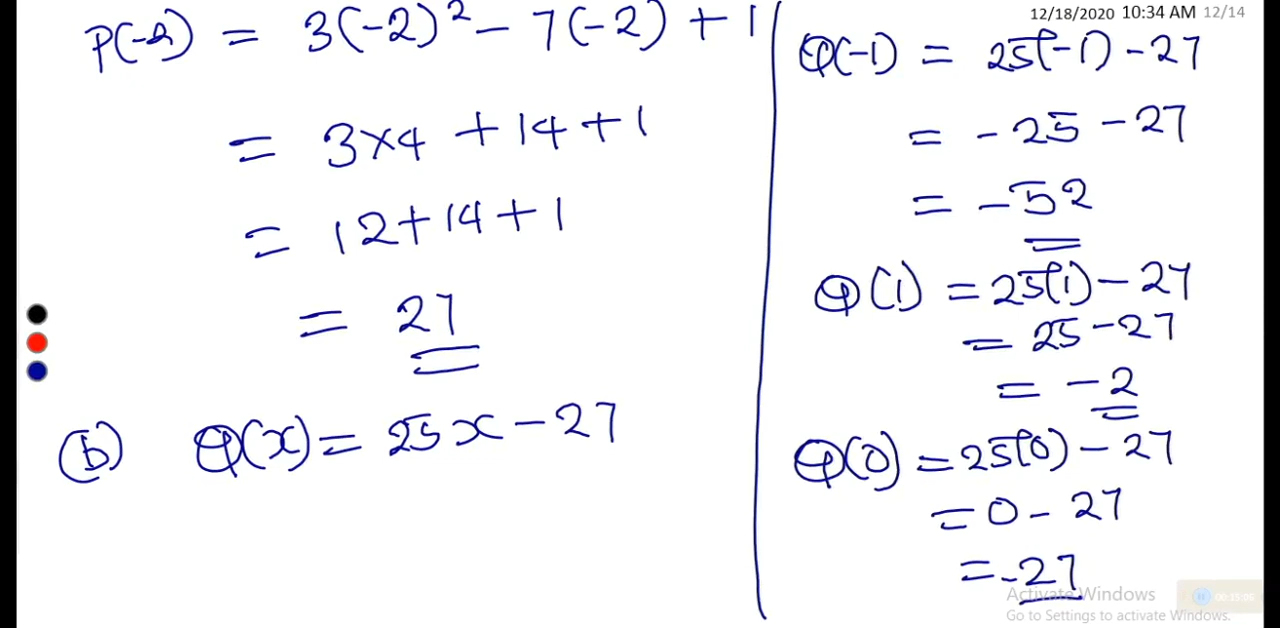 12/18/2020 10:34 AM 12/14
P(-2) = 3(-2)² - 7(-2) + 1
= 3×4 + 14 + 1
= 12 + 14 + 1
= 27
(b) Q(x) = 25x - 27
Q(-1) = 25(-1) - 27
= -25 - 27
= -52
Q(1) = 25(1) - 27
= 25 - 27
= -2
Q(0) = 25(0) - 27
= 0 - 27
= -27
Activate Windows
Go to Settings to activate Windows.